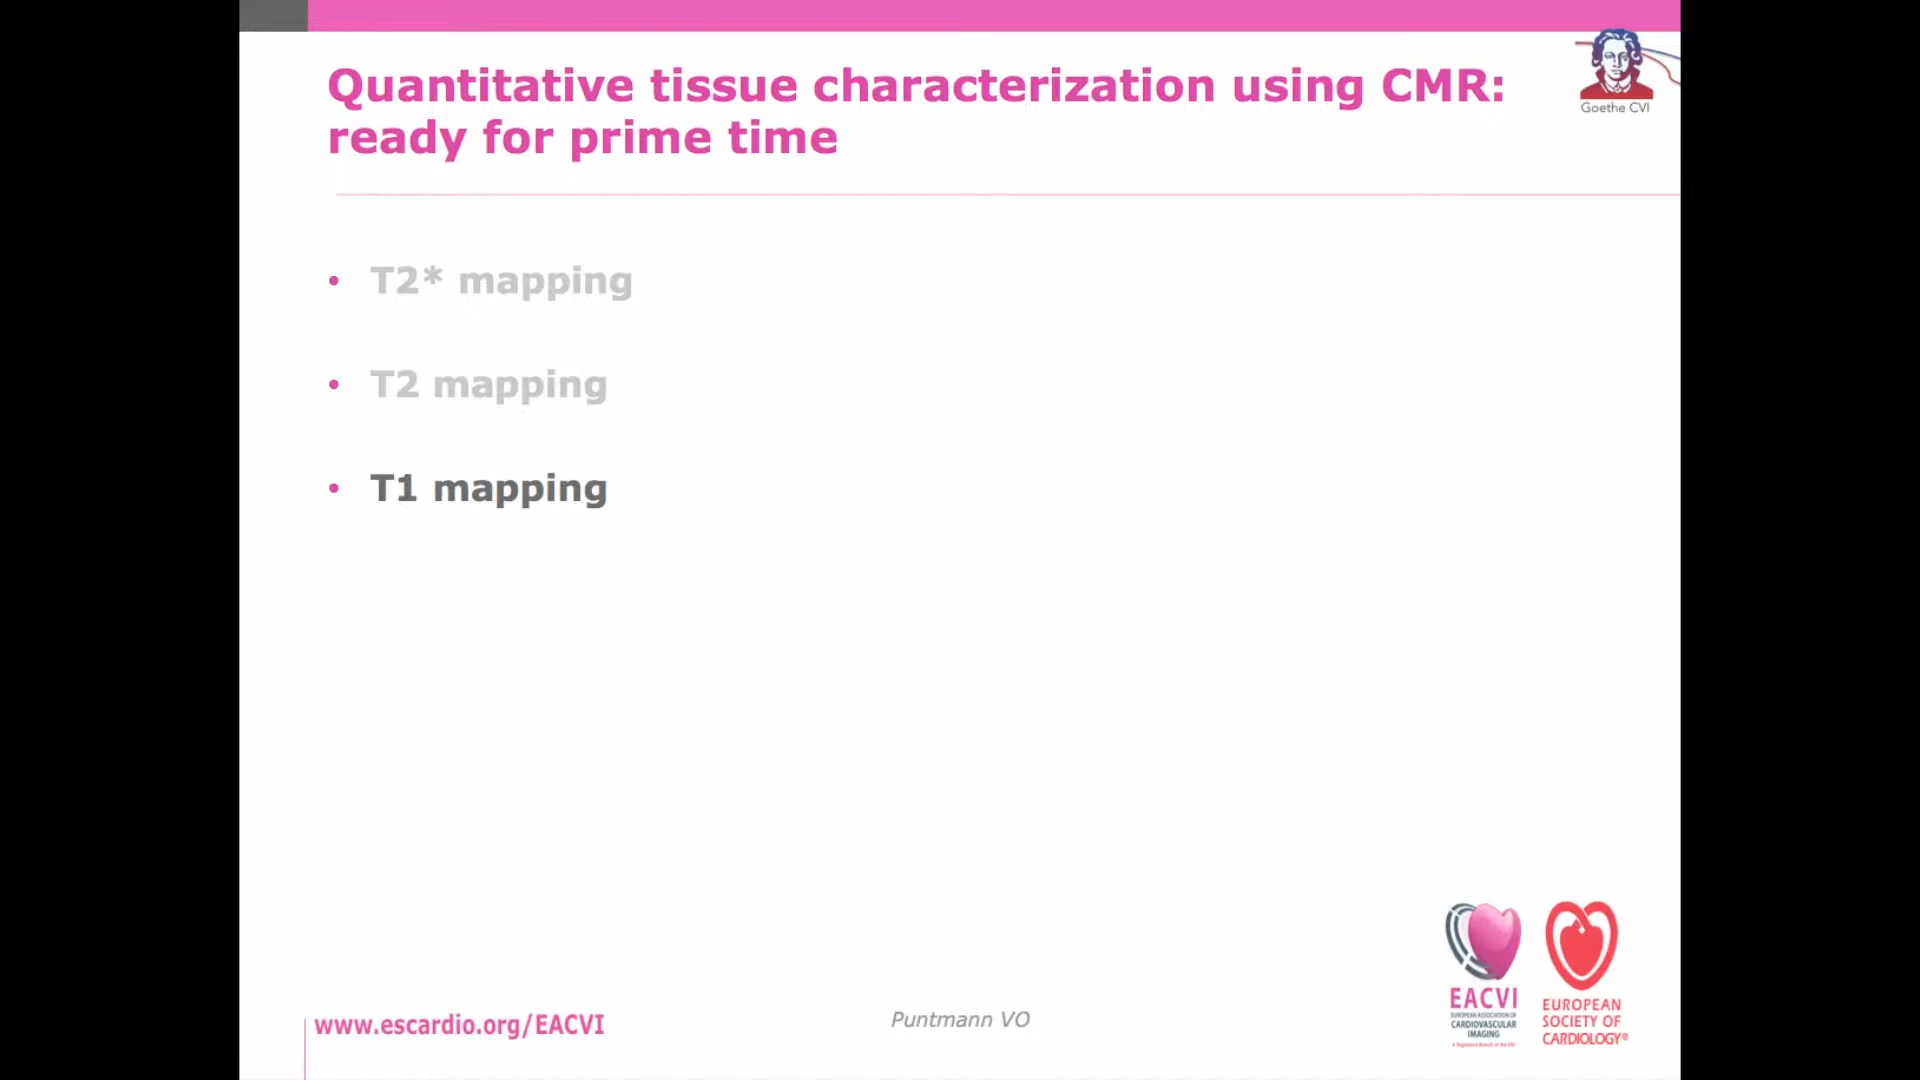 Quantitative tissue characterization using CMR:
ready for prime time
Goethe CVI
• T2* mapping
• T2 mapping
• T1 mapping
www.escardio.org/EACVI
Puntmann VO
EACVI
EUROPEAN ASSOCIATION OF
CARDIOVASCULAR
IMAGING
A Registered Branch of the ESC
EUROPEAN
SOCIETY OF
CARDIOLOGY®